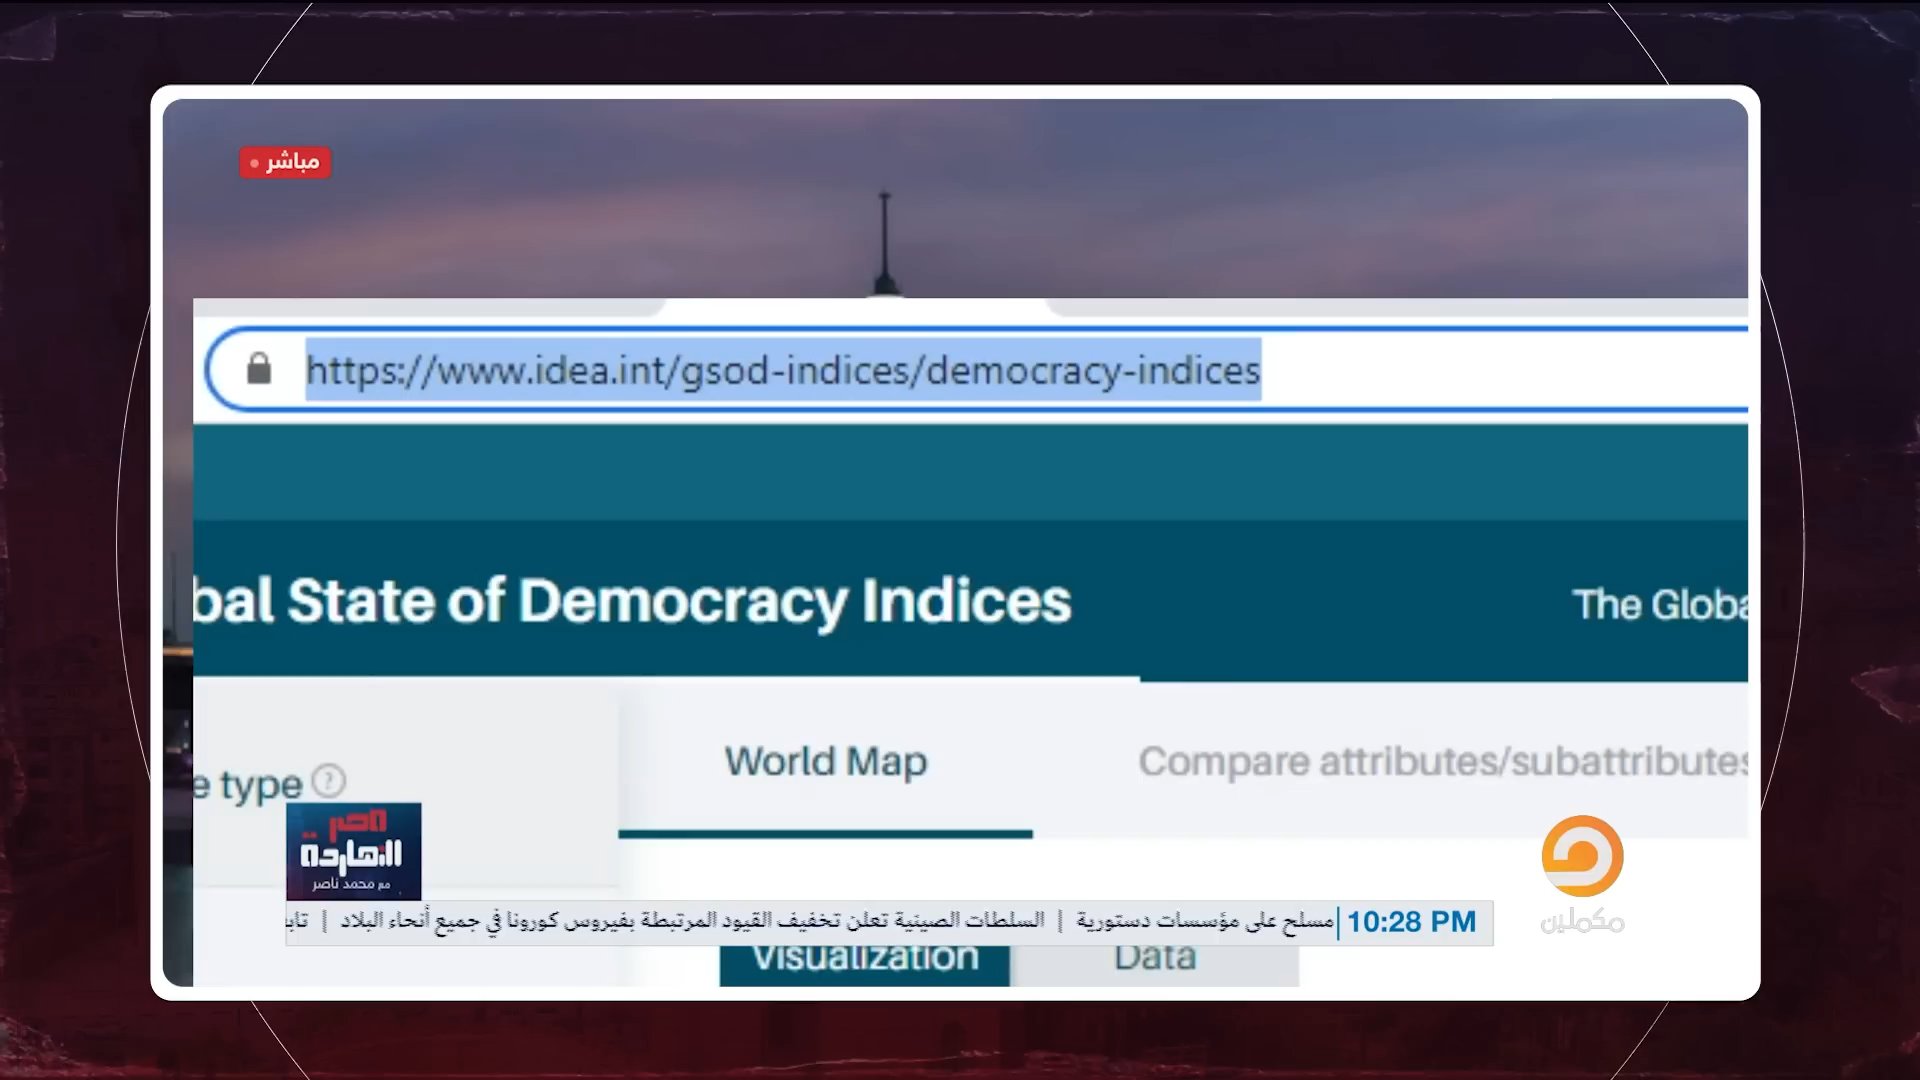 مباشر
https://www.idea.int/gsod-indices/democracy-indices
bal State of Democracy Indices
The Globa
e type ?
World Map
Compare attributes/subattributes
مصر
النهاردة
مع محمد ناصر
10:28 PM
مسلح على مؤسسات دستورية | السلطات الصينية تعلن تخفيف القيود المرتبطة بفيروس كورونا في جميع أنحاء البلاد | تابع
مكملين
Visualization
Data